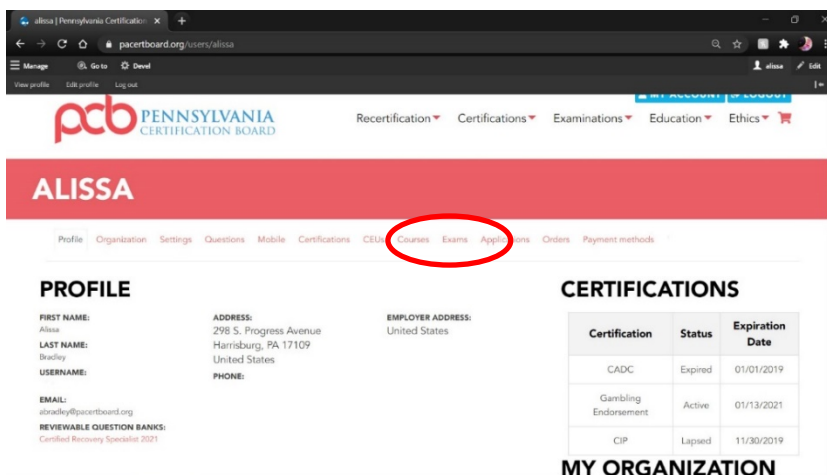 alissa | Pennsylvania Certification
pacertboard.org/users/alissa
Manage Go to Devel alissa Edit
View profile Edit profile Log out
MY ACCOUNT LOGOUT
pcb PENNSYLVANIA
CERTIFICATION BOARD
Recertification Certifications Examinations Education Ethics
ALISSA
Profile Organization Settings Questions Mobile Certifications CEUs Courses Exams Applications Orders Payment methods
PROFILE
FIRST NAME:
Alissa
LAST NAME:
Bradley
USERNAME:
EMAIL:
abradley@pacertboard.org
REVIEWABLE QUESTION BANKS:
Certified Recovery Specialist 2021
ADDRESS:
298 S. Progress Avenue
Harrisburg, PA 17109
United States
PHONE:
EMPLOYER ADDRESS:
United States
CERTIFICATIONS
Certification Status Expiration Date
CADC Expired 01/01/2019
Gambling Endorsement Active 01/13/2021
CIP Lapsed 11/30/2019
MY ORGANIZATION